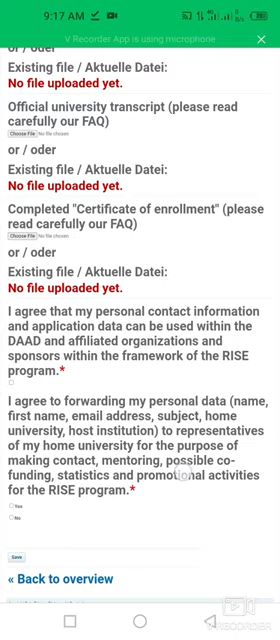 9:17 AM
V Recorder App is using microphone
or / oder
Existing file / Aktuelle Datei:
No file uploaded yet.
Official university transcript (please read
carefully our FAQ)
Choose File No file chosen
or / oder
Existing file / Aktuelle Datei:
No file uploaded yet.
Completed "Certificate of enrollment" (please
read carefully our FAQ)
Choose File No file chosen
or / oder
Existing file / Aktuelle Datei:
No file uploaded yet.
I agree that my personal contact information
and application data can be used within the
DAAD and affiliated organizations and
sponsors within the framework of the RISE
program.*
I agree to forwarding my personal data (name,
first name, email address, subject, home
university, host institution) to representatives
of my home university for the purpose of
making contact, mentoring, possible co-
funding, statistics and promotional activities
for the RISE program.*
Yes
No
Save
« Back to overview
RECORDER